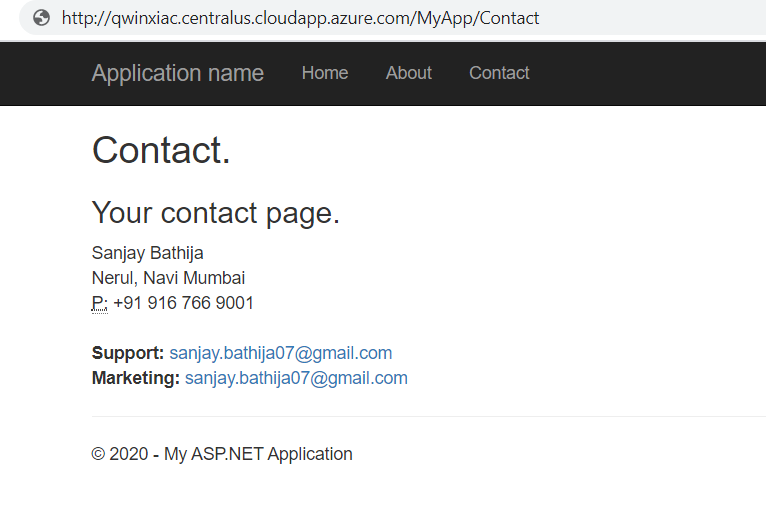 http://qwinxiac.centralus.cloudapp.azure.com/MyApp/Contact
Application name Home About Contact
Contact.
Your contact page.
Sanjay Bathija
Nerul, Navi Mumbai
P: +91 916 766 9001
Support: sanjay.bathija07@gmail.com
Marketing: sanjay.bathija07@gmail.com
© 2020 - My ASP.NET Application